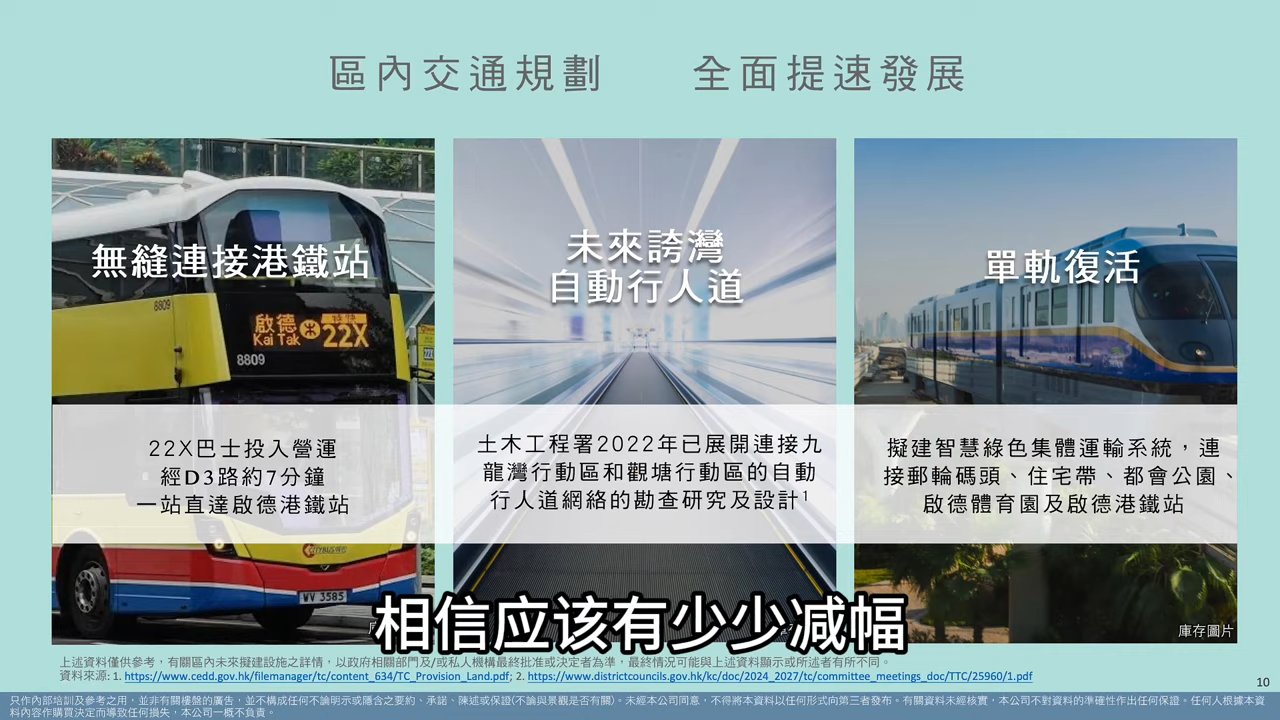 區內交通規劃 全面提速發展
無縫連接港鐵站
8809
啟德 特快
Kai Tak 22X
8809
22X巴士投入營運
經D3路約7分鐘
一站直達啟德港鐵站
CITYBUS
WV 3585
未來誇灣
自動行人道
土木工程署2022年已展開連接九
龍灣行動區和觀塘行動區的自動
行人道網絡的勘查研究及設計1
單軌復活
擬建智慧綠色集體運輸系統，連
接郵輪碼頭、住宅帶、都會公園、
啟德體育園及啟德港鐵站
庫存圖片
相信应该有少少减幅
上述資料僅供參考，有關區內未來擬建設施之詳情，以政府相關部門及/或私人機構最終批准或決定者為準，最終情況可能與上述資料顯示或所述者有所不同。
資料來源: 1. https://www.cedd.gov.hk/filemanager/tc/content_634/TC_Provision_Land.pdf; 2. https://www.districtcouncils.gov.hk/kc/doc/2024_2027/tc/committee_meetings_doc/TTC/25960/1.pdf
10
只作內部培訓及參考之用，並非有關樓盤的廣告，並不構成任何不論明示或隱含之要約、承諾、陳述或保證(不論與景觀是否有關)。未經本公司同意，不得將本資料以任何形式向第三者發布。有關資料未經核實，本公司不對資料的準確性作出任何保證。任何人根據本資
料內容作購買決定而導致任何損失，本公司一概不負責。